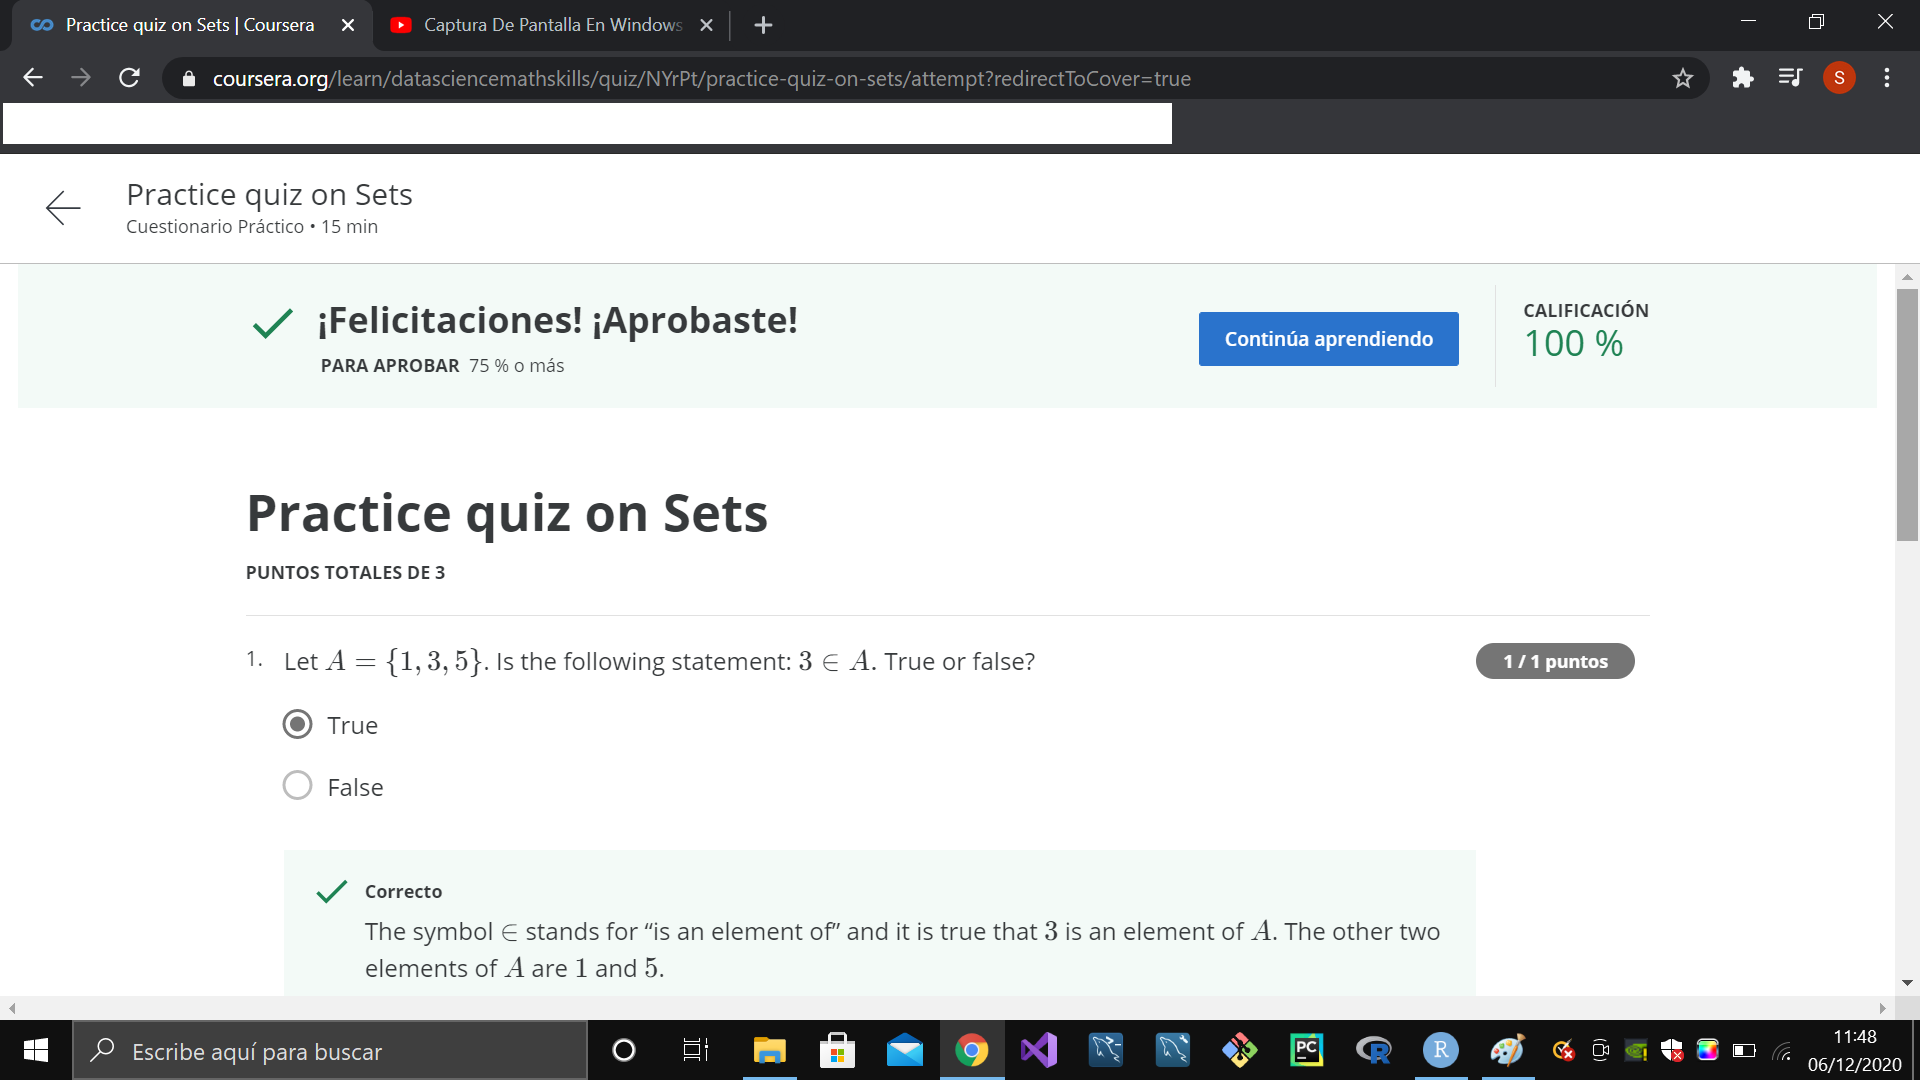 Practice quiz on Sets | Coursera
Captura De Pantalla En Windows
coursera.org/learn/datasciencemathskills/quiz/NYrPt/practice-quiz-on-sets/attempt?redirectToCover=true
S
Practice quiz on Sets
Cuestionario Práctico • 15 min
¡Felicitaciones! ¡Aprobaste!
PARA APROBAR 75 % o más
Continúa aprendiendo
CALIFICACIÓN
100 %
Practice quiz on Sets
PUNTOS TOTALES DE 3
1. Let A = {1, 3, 5}. Is the following statement: 3 ∈ A. True or false?
1 / 1 puntos
True
False
Correcto
The symbol ∈ stands for “is an element of” and it is true that 3 is an element of A. The other two
elements of A are 1 and 5.
Escribe aquí para buscar
PC
R
R
11:48
06/12/2020